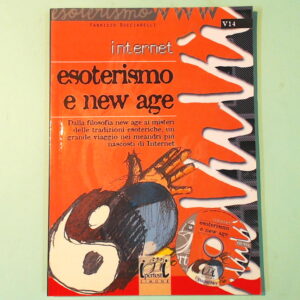 esoterismo
FABRIZIO BUCCIARELLI
V14
internet
esoterismo
e new age
Dalla filosofia new age ai misteri
delle tradizioni esoteriche, un
grande viaggio nei meandri più
nascosti di Internet
esoterismo
e new age
SIMONE